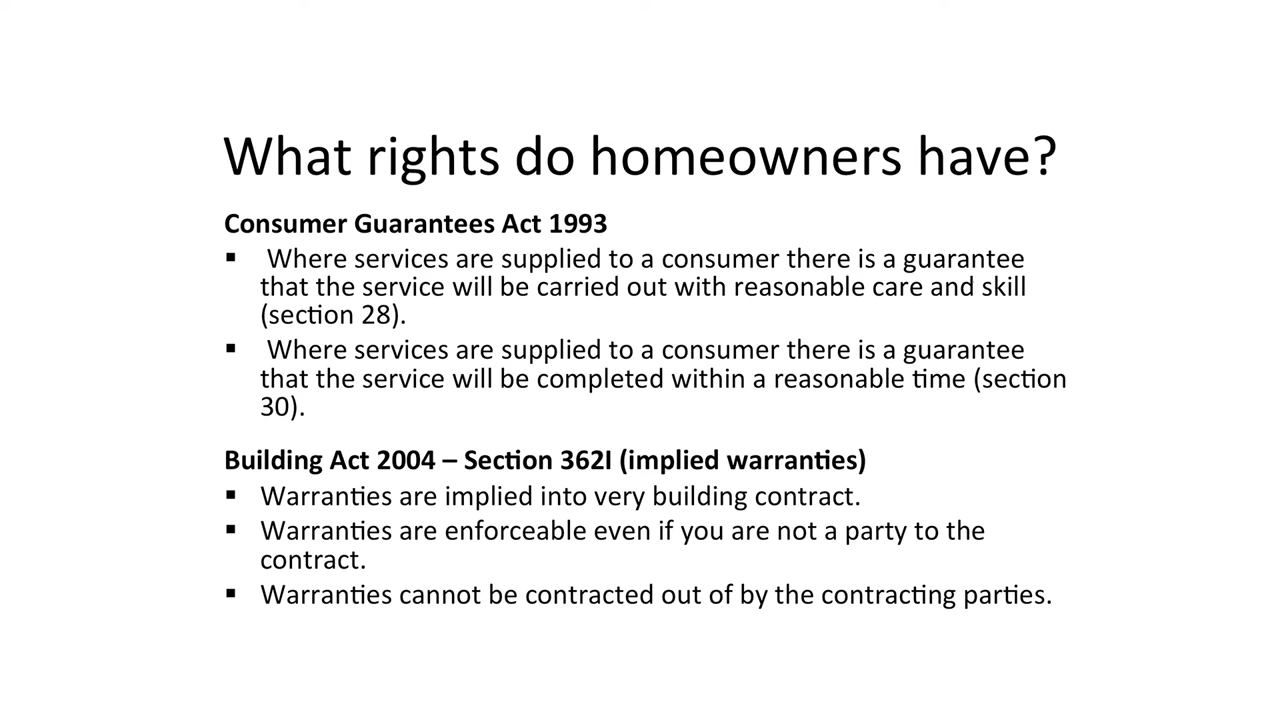 What rights do homeowners have?
Consumer Guarantees Act 1993
▪ Where services are supplied to a consumer there is a guarantee
that the service will be carried out with reasonable care and skill
(section 28).
▪ Where services are supplied to a consumer there is a guarantee
that the service will be completed within a reasonable time (section
30).
Building Act 2004 – Section 362I (implied warranties)
▪ Warranties are implied into very building contract.
▪ Warranties are enforceable even if you are not a party to the
contract.
▪ Warranties cannot be contracted out of by the contracting parties.